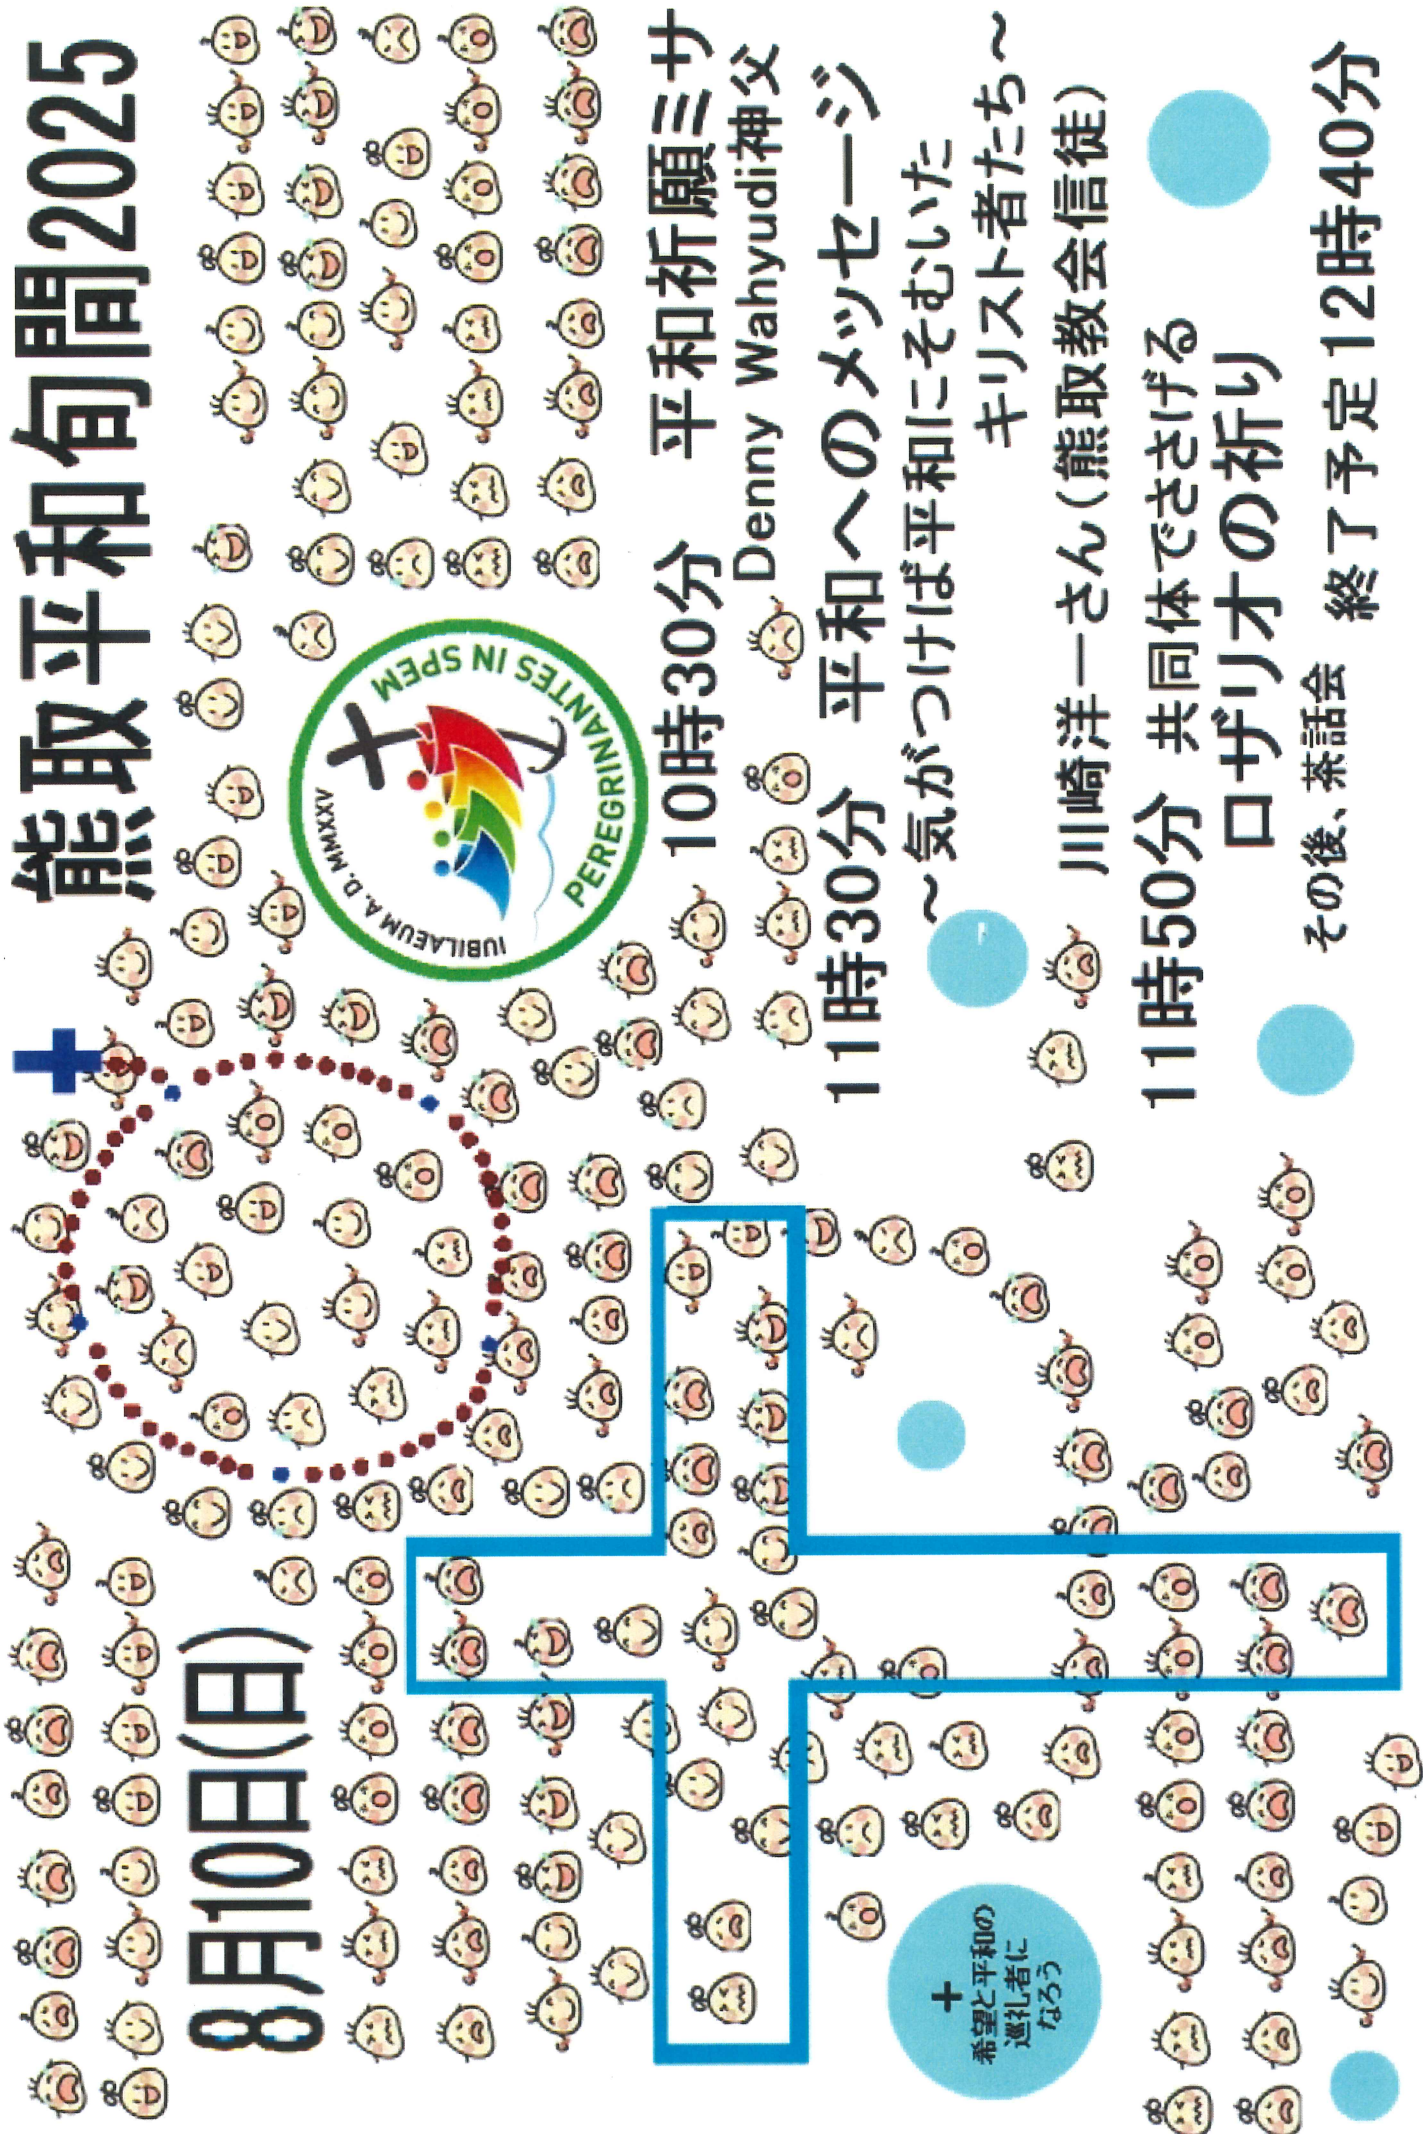 熊取平和旬間2025
8月10日(日)
IUBILAEUM A. D. MMXXV
PEREGRINANTES IN SPEM
10時30分 平和祈願ミサ
Denny Wahyudi神父
11時30分 平和へのメッセージ
～気がつけば平和にそむいた
キリスト者たち～
川崎洋一さん(熊取教会信徒)
11時50分 共同体でささげる
ロザリオの祈り
その後、茶話会 終了予定12時40分
希望と平和の
巡礼者に
なろう